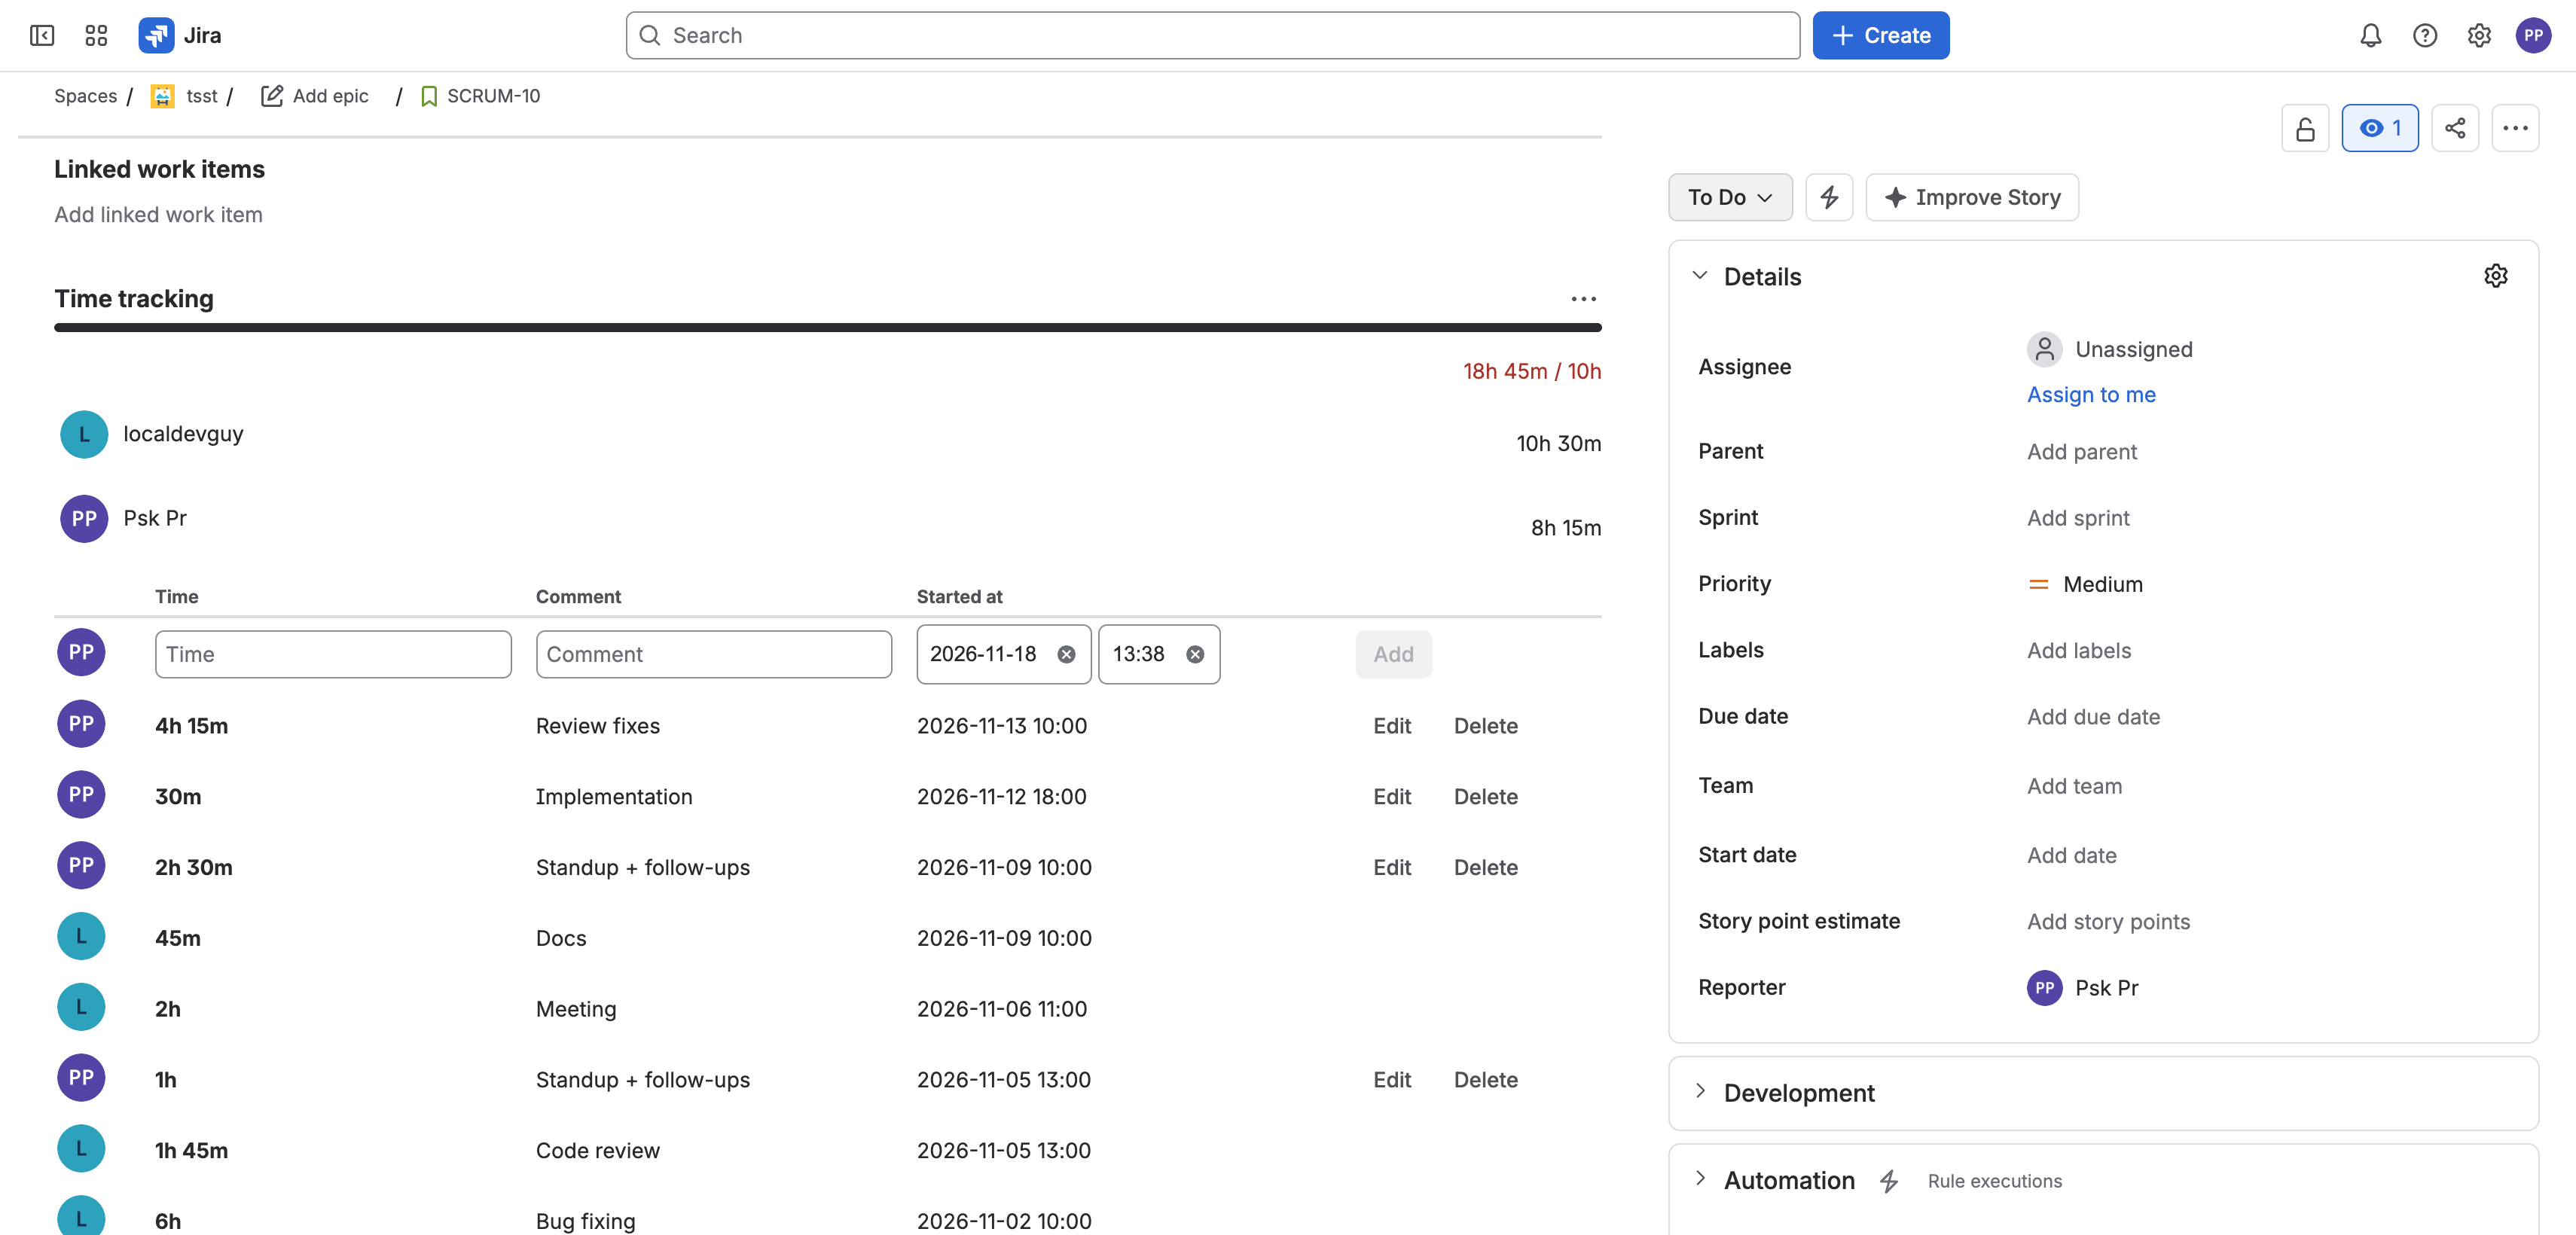 Jira
Search
Create
PP
Spaces / tsst / Add epic / SCRUM-10
1
Linked work items
Add linked work item
Time tracking
18h 45m / 10h
L localdevguy 10h 30m
PP Psk Pr 8h 15m
Time Comment Started at
PP Time Comment 2026-11-18 13:38 Add
PP 4h 15m Review fixes 2026-11-13 10:00 Edit Delete
PP 30m Implementation 2026-11-12 18:00 Edit Delete
PP 2h 30m Standup + follow-ups 2026-11-09 10:00 Edit Delete
L 45m Docs 2026-11-09 10:00
L 2h Meeting 2026-11-06 11:00
PP 1h Standup + follow-ups 2026-11-05 13:00 Edit Delete
L 1h 45m Code review 2026-11-05 13:00
L 6h Bug fixing 2026-11-02 10:00
To Do
Improve Story
Details
Assignee Unassigned
Assign to me
Parent Add parent
Sprint Add sprint
Priority Medium
Labels Add labels
Due date Add due date
Team Add team
Start date Add date
Story point estimate Add story points
Reporter PP Psk Pr
Development
Automation Rule executions